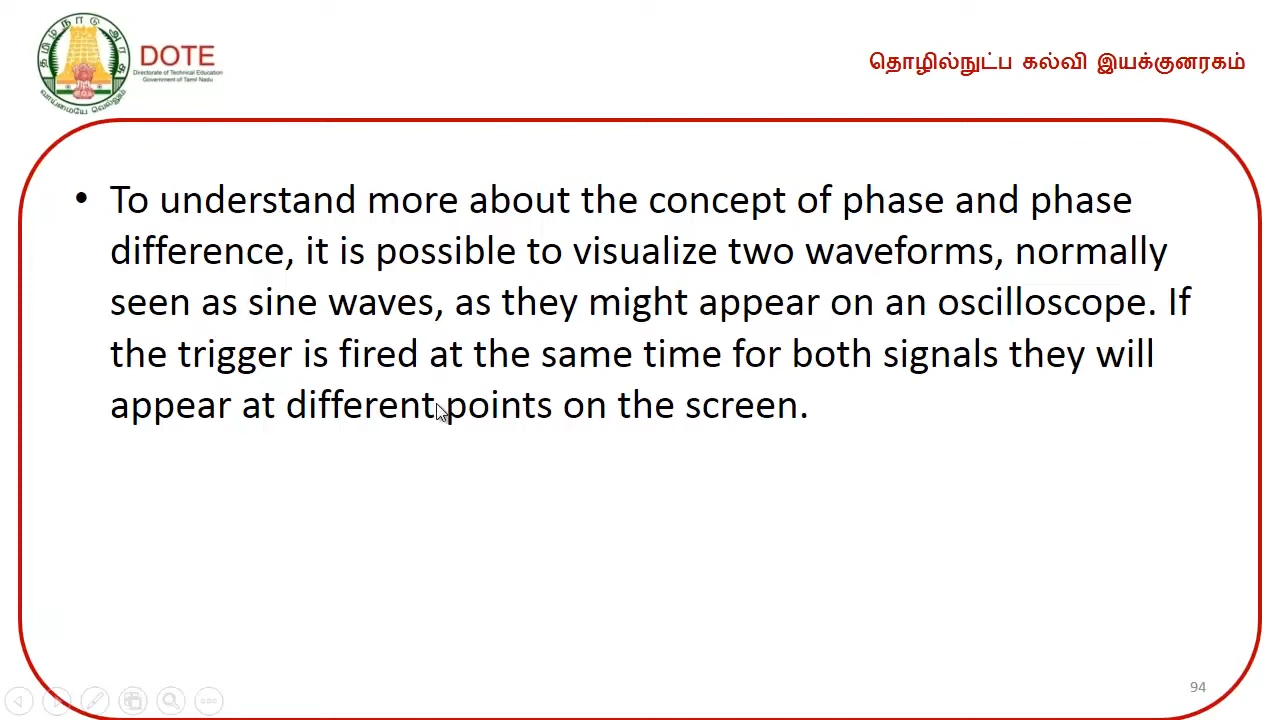 தமிழ்நாடு அரசு
வாய்மையே வெல்லும்
DOTE
Directorate of Technical Education
Government of Tamil Nadu
தொழில்நுட்ப கல்வி இயக்குனரகம்
• To understand more about the concept of phase and phase
difference, it is possible to visualize two waveforms, normally
seen as sine waves, as they might appear on an oscilloscope. If
the trigger is fired at the same time for both signals they will
appear at different points on the screen.
94